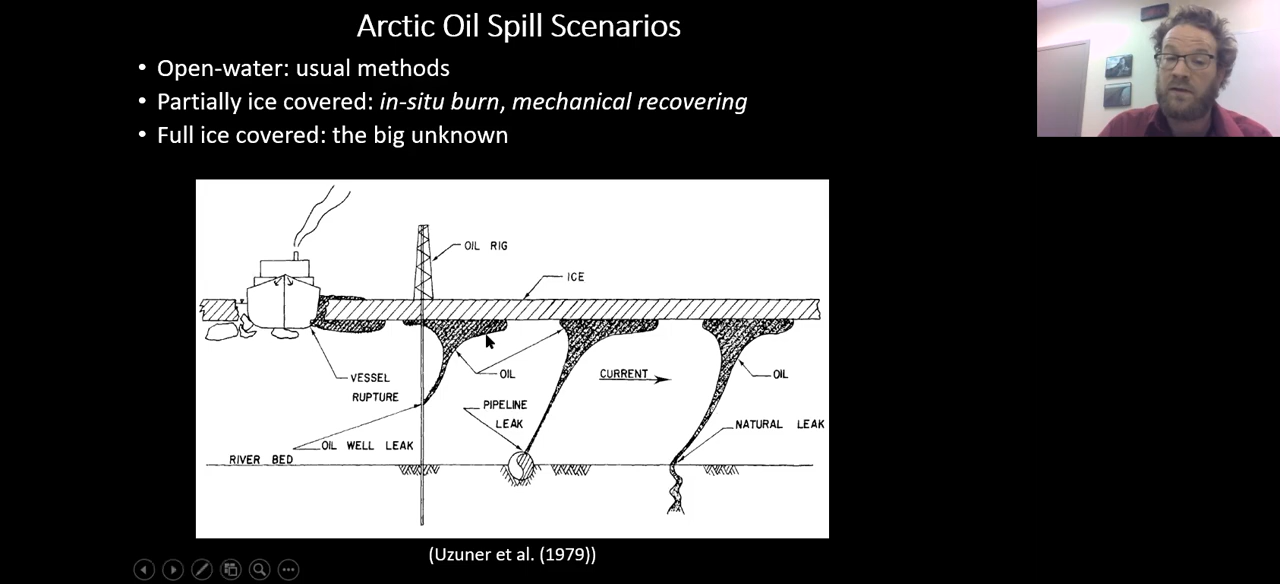 Arctic Oil Spill Scenarios
• Open-water: usual methods
• Partially ice covered: in-situ burn, mechanical recovering
• Full ice covered: the big unknown
OIL RIG
ICE
VESSEL
RUPTURE
OIL
CURRENT
OIL
PIPELINE
LEAK
NATURAL LEAK
OIL WELL LEAK
RIVER BED
(Uzuner et al. (1979))